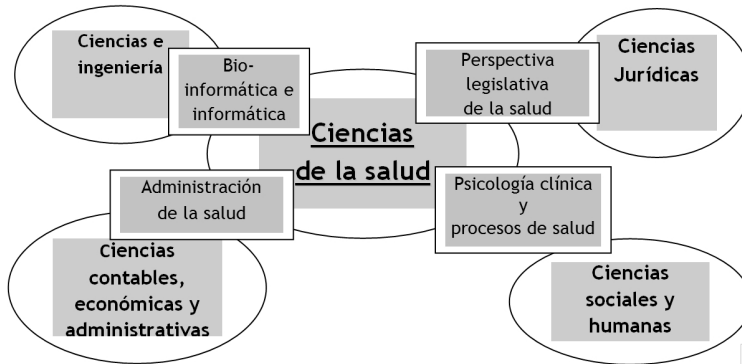 Ciencias e
ingeniería
Bio-
informática e
informática
Perspectiva
legislativa
de la salud
Ciencias
Jurídicas
Ciencias
de la salud
Administración
de la salud
Psicología clínica
y
procesos de salud
Ciencias
contables,
económicas y
administrativas
Ciencias
sociales y
humanas